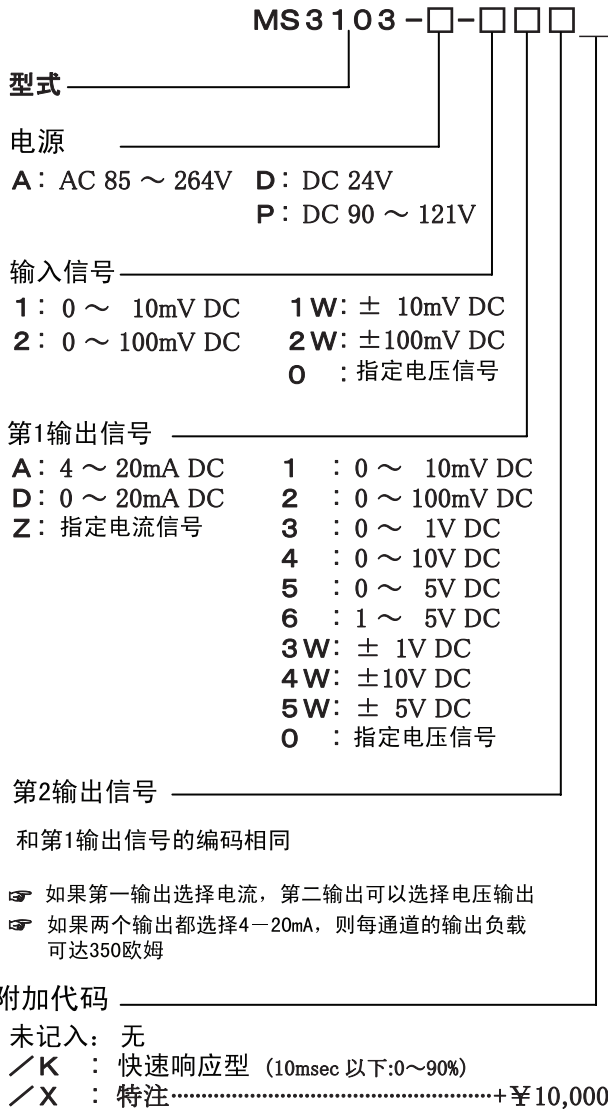 MS3103-□-□□□
型式
电源
A: AC 85 ～ 264V D: DC 24V
P: DC 90 ～ 121V
输入信号
1: 0 ～ 10mV DC 1W: ± 10mV DC
2: 0 ～ 100mV DC 2W: ±100mV DC
0 : 指定电压信号
第1输出信号
A: 4 ～ 20mA DC 1 : 0 ～ 10mV DC
D: 0 ～ 20mA DC 2 : 0 ～ 100mV DC
Z: 指定电流信号 3 : 0 ～ 1V DC
4 : 0 ～ 10V DC
5 : 0 ～ 5V DC
6 : 1 ～ 5V DC
3W: ± 1V DC
4W: ±10V DC
5W: ± 5V DC
0 : 指定电压信号
第2输出信号
和第1输出信号的编码相同
☞ 如果第一输出选择电流，第二输出可以选择电压输出
☞ 如果两个输出都选择4－20mA，则每通道的输出负载
可达350欧姆
附加代码
未记入：无
／K : 快速响应型 (10msec 以下:0～90%)
／X : 特注⋯⋯⋯⋯⋯⋯⋯⋯⋯⋯⋯⋯⋯⋯+￥10,000